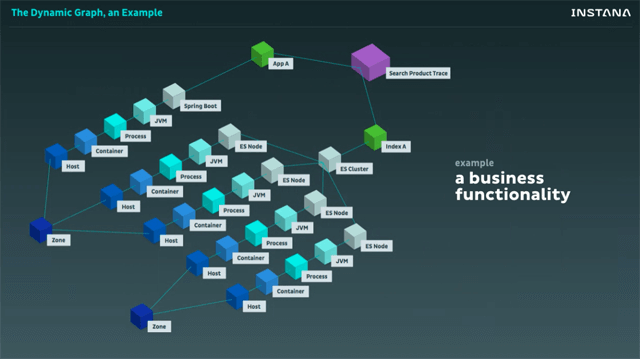 The Dynamic Graph, an Example
INSTANA
App A
Search Product Trace
Spring Boot
JVM
Process
Container
Host
Index A
ES Node
JVM
Process
Container
Host
ES Cluster
ES Node
JVM
Process
Container
Host
ES Node
JVM
Process
Container
Host
ES Node
JVM
Process
Container
Host
Zone
Zone
example
a business
functionality